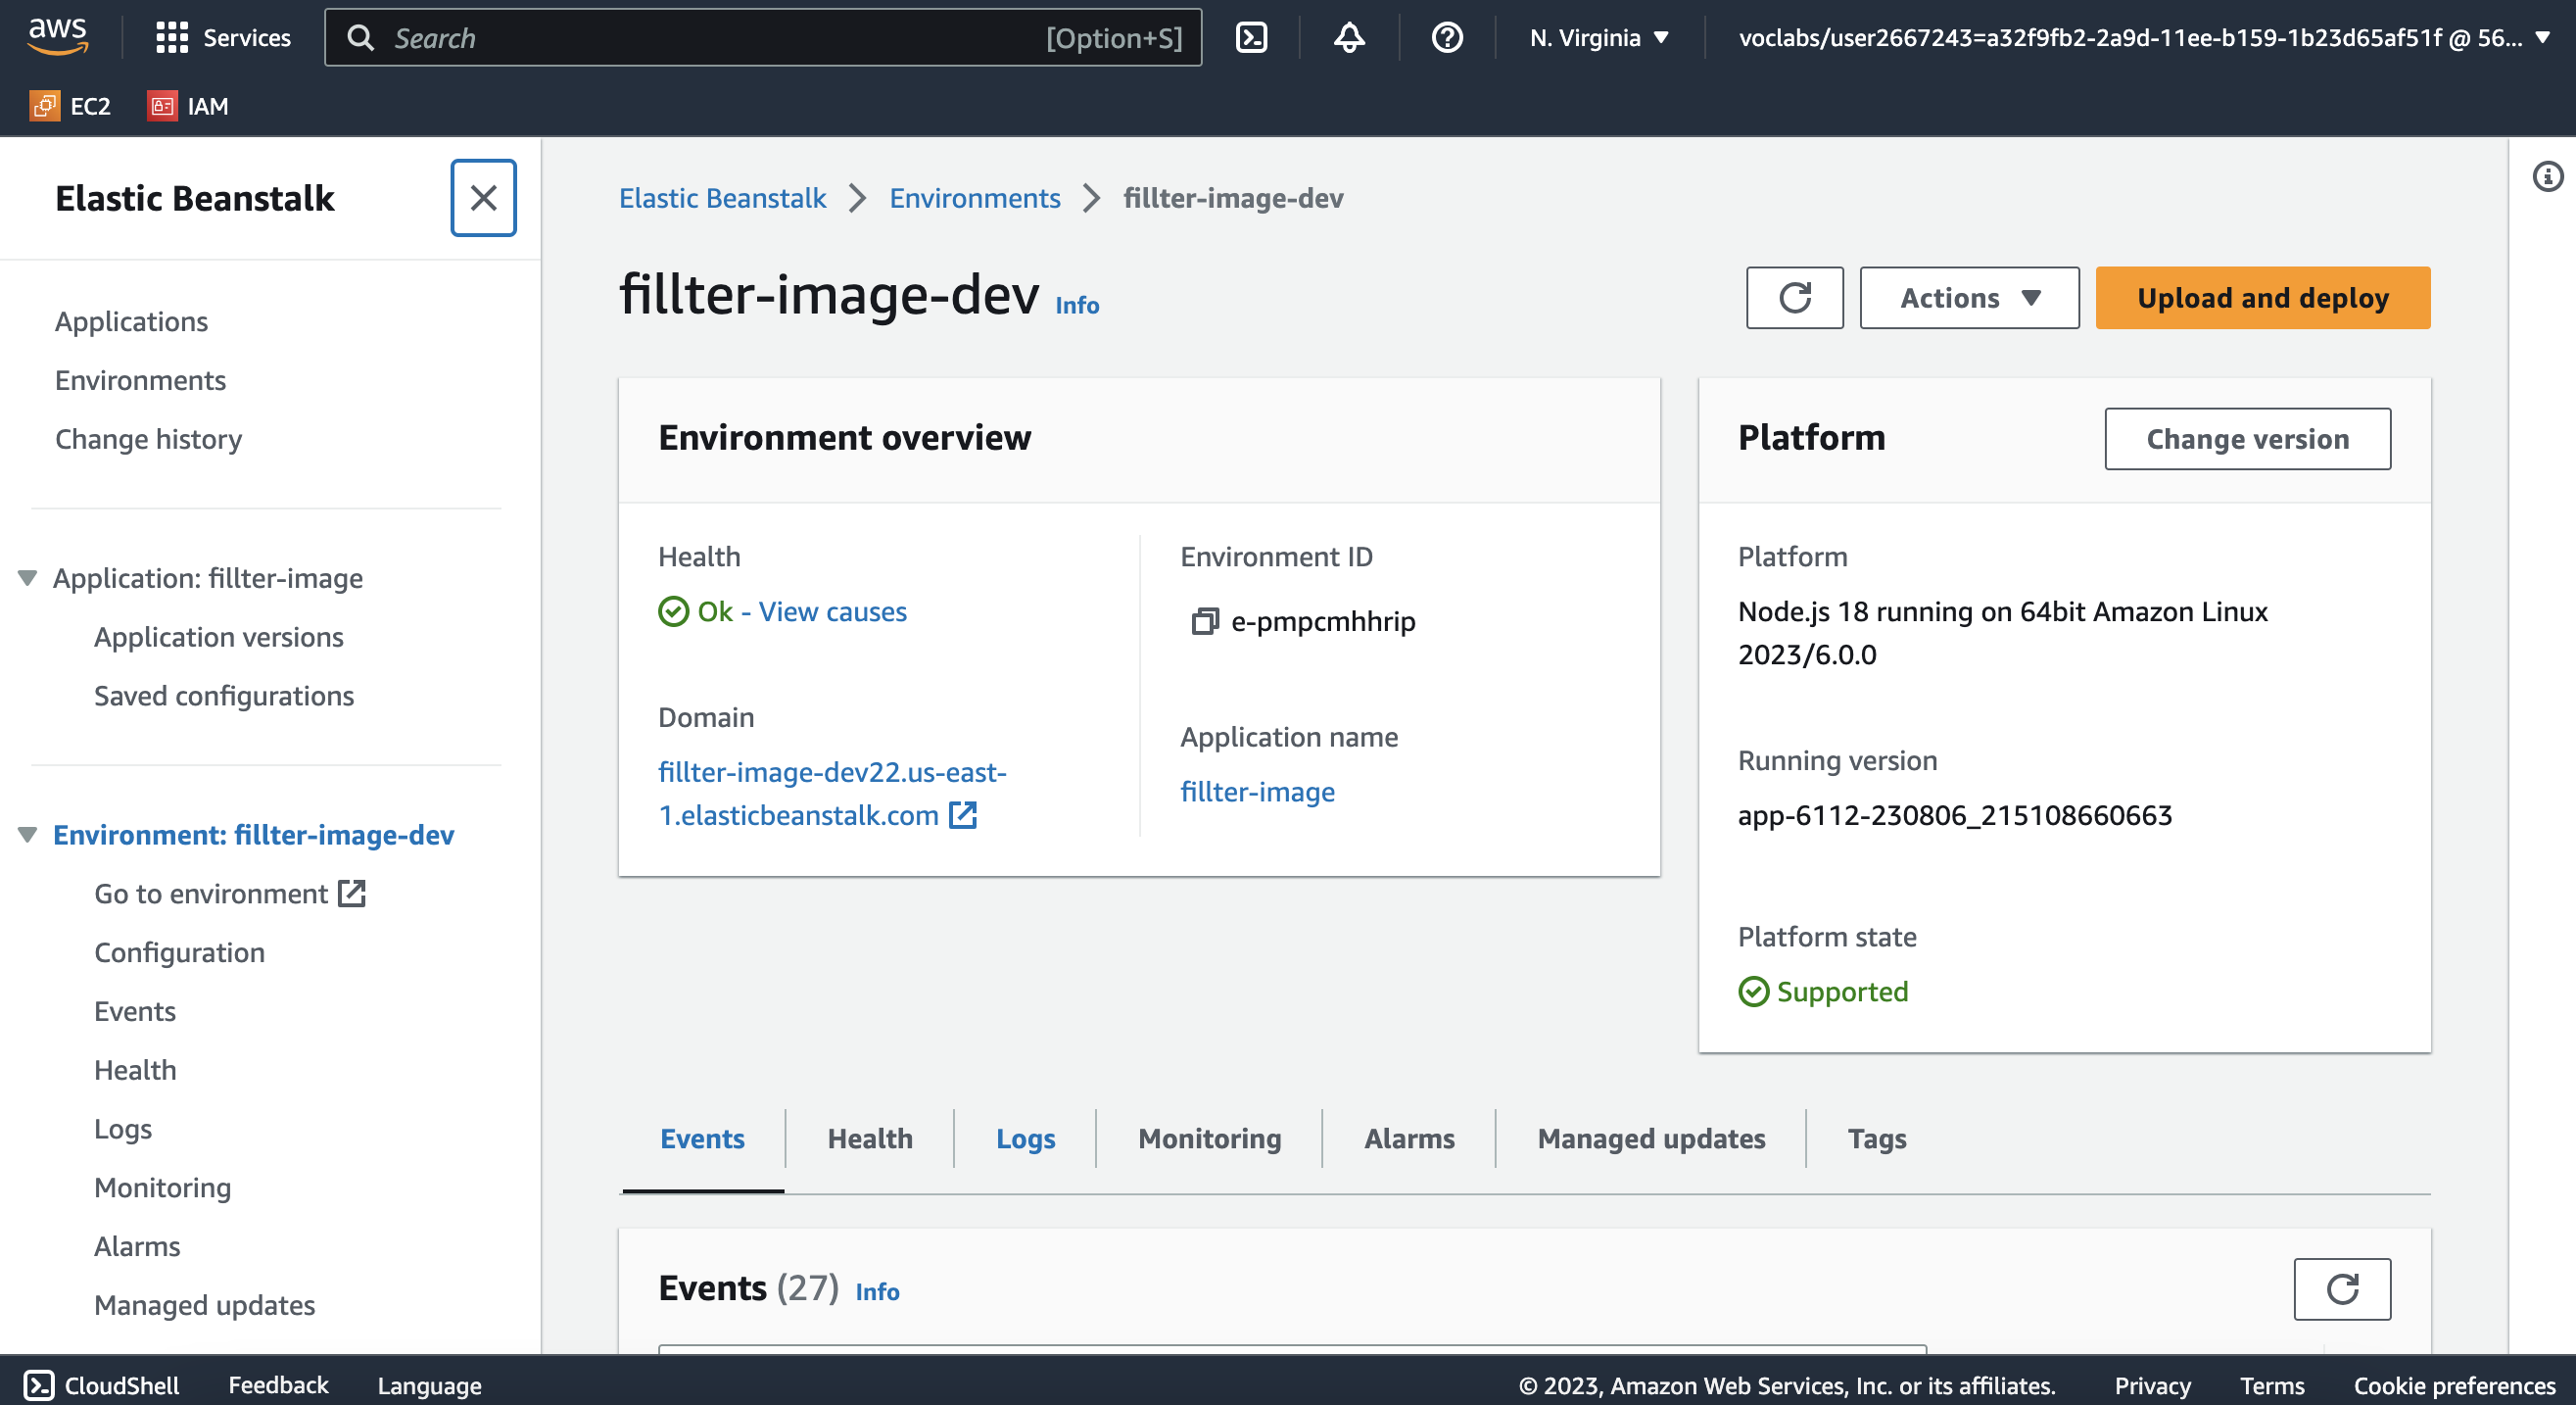 aws
Services
Search
[Option+S]
N. Virginia
voclabs/user2667243=a32f9fb2-2a9d-11ee-b159-1b23d65af51f @ 56...
EC2
IAM
Elastic Beanstalk
Applications
Environments
Change history
Application: fillter-image
Application versions
Saved configurations
Environment: fillter-image-dev
Go to environment
Configuration
Events
Health
Logs
Monitoring
Alarms
Managed updates
Elastic Beanstalk
Environments
fillter-image-dev
fillter-image-dev Info
Actions
Upload and deploy
Environment overview
Health
Ok - View causes
Domain
fillter-image-dev22.us-east-
1.elasticbeanstalk.com
Environment ID
e-pmpcmhhrip
Application name
fillter-image
Platform
Change version
Platform
Node.js 18 running on 64bit Amazon Linux
2023/6.0.0
Running version
app-6112-230806_215108660663
Platform state
Supported
Events
Health
Logs
Monitoring
Alarms
Managed updates
Tags
Events (27) Info
CloudShell
Feedback
Language
© 2023, Amazon Web Services, Inc. or its affiliates.
Privacy
Terms
Cookie preferences